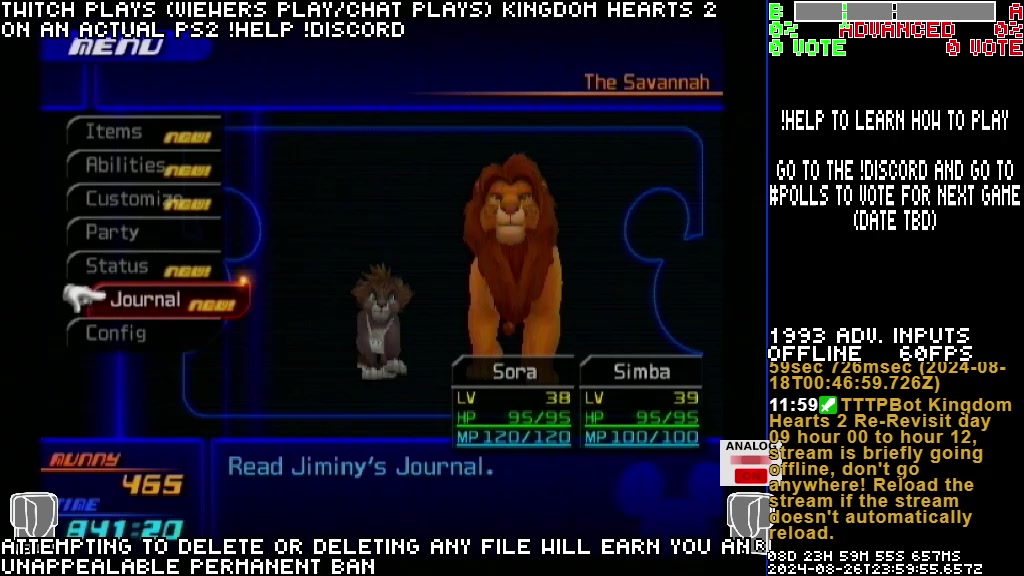 TWITCH PLAYS (VIEWERS PLAY/CHAT PLAYS) KINGDOM HEARTS 2
ON AN ACTUAL PS2 !HELP !DISCORD
MENU
The Savannah
Items NEW!
Abilities NEW!
Customize NEW!
Party
Status NEW!
Journal NEW!
Config
Sora
LV 38
HP 95/95
MP 120/120
Simba
LV 39
HP 95/95
MP 100/100
MUNNY
465
TIME
841:20
Read Jiminy's Journal.
ANALOG
ATTEMPTING TO DELETE OR DELETING ANY FILE WILL EARN YOU AN
UNAPPEALABLE PERMANENT BAN
R
B A
0% ADVANCED 0%
0 VOTE 0 VOTE
!HELP TO LEARN HOW TO PLAY
GO TO THE !DISCORD AND GO TO
#POLLS TO VOTE FOR NEXT GAME
(DATE TBD)
1993 ADV. INPUTS
OFFLINE 60FPS
59sec 726msec (2024-08-
18T00:46:59.726Z)
11:59 TTTPBot Kingdom
Hearts 2 Re-Revisit day
09 hour 00 to hour 12,
stream is briefly going
offline, don't go
anywhere! Reload the
stream if the stream
doesn't automatically
reload.
08D 23H 59M 55S 657MS
2024-08-26T23:59:55.657Z